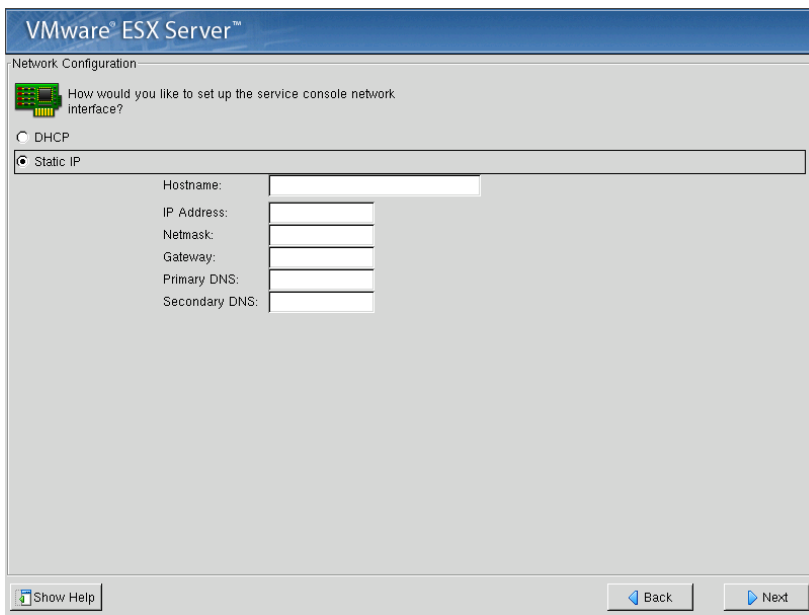 VMware® ESX Server™
Network Configuration
How would you like to set up the service console network
interface?
DHCP
Static IP
Hostname:
IP Address:
Netmask:
Gateway:
Primary DNS:
Secondary DNS:
Show Help
Back
Next